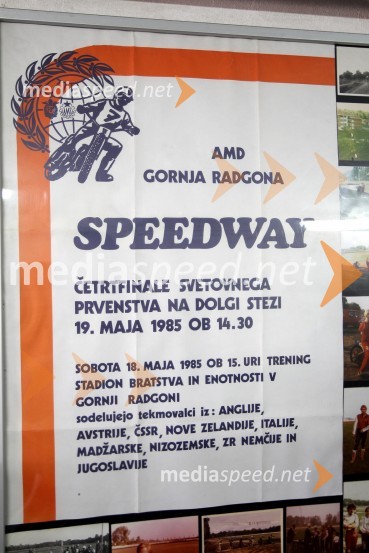 mediaspeed.net
AMD
GORNJA RADGONA
SPEEDWAY
mediaspeed.net
ČETRTFINALE SVETOVNEGA
PRVENSTVA NA DOLGI STEZI
19. MAJA 1985 OB 14.30
SOBOTA 18. MAJA 1985 OB 15. URI TRENING
STADION BRATSTVA IN ENOTNOSTI V
GORNJI RADGONI
sodelujejo tekmovalci iz: ANGLIJE,
AVSTRIJE, ČSSR, NOVE ZELANDIJE, ITALIJE,
MADŽARSKE, NIZOZEMSKE, ZR NEMČIJE IN
JUGOSLAVIJE
mediaspeed.net